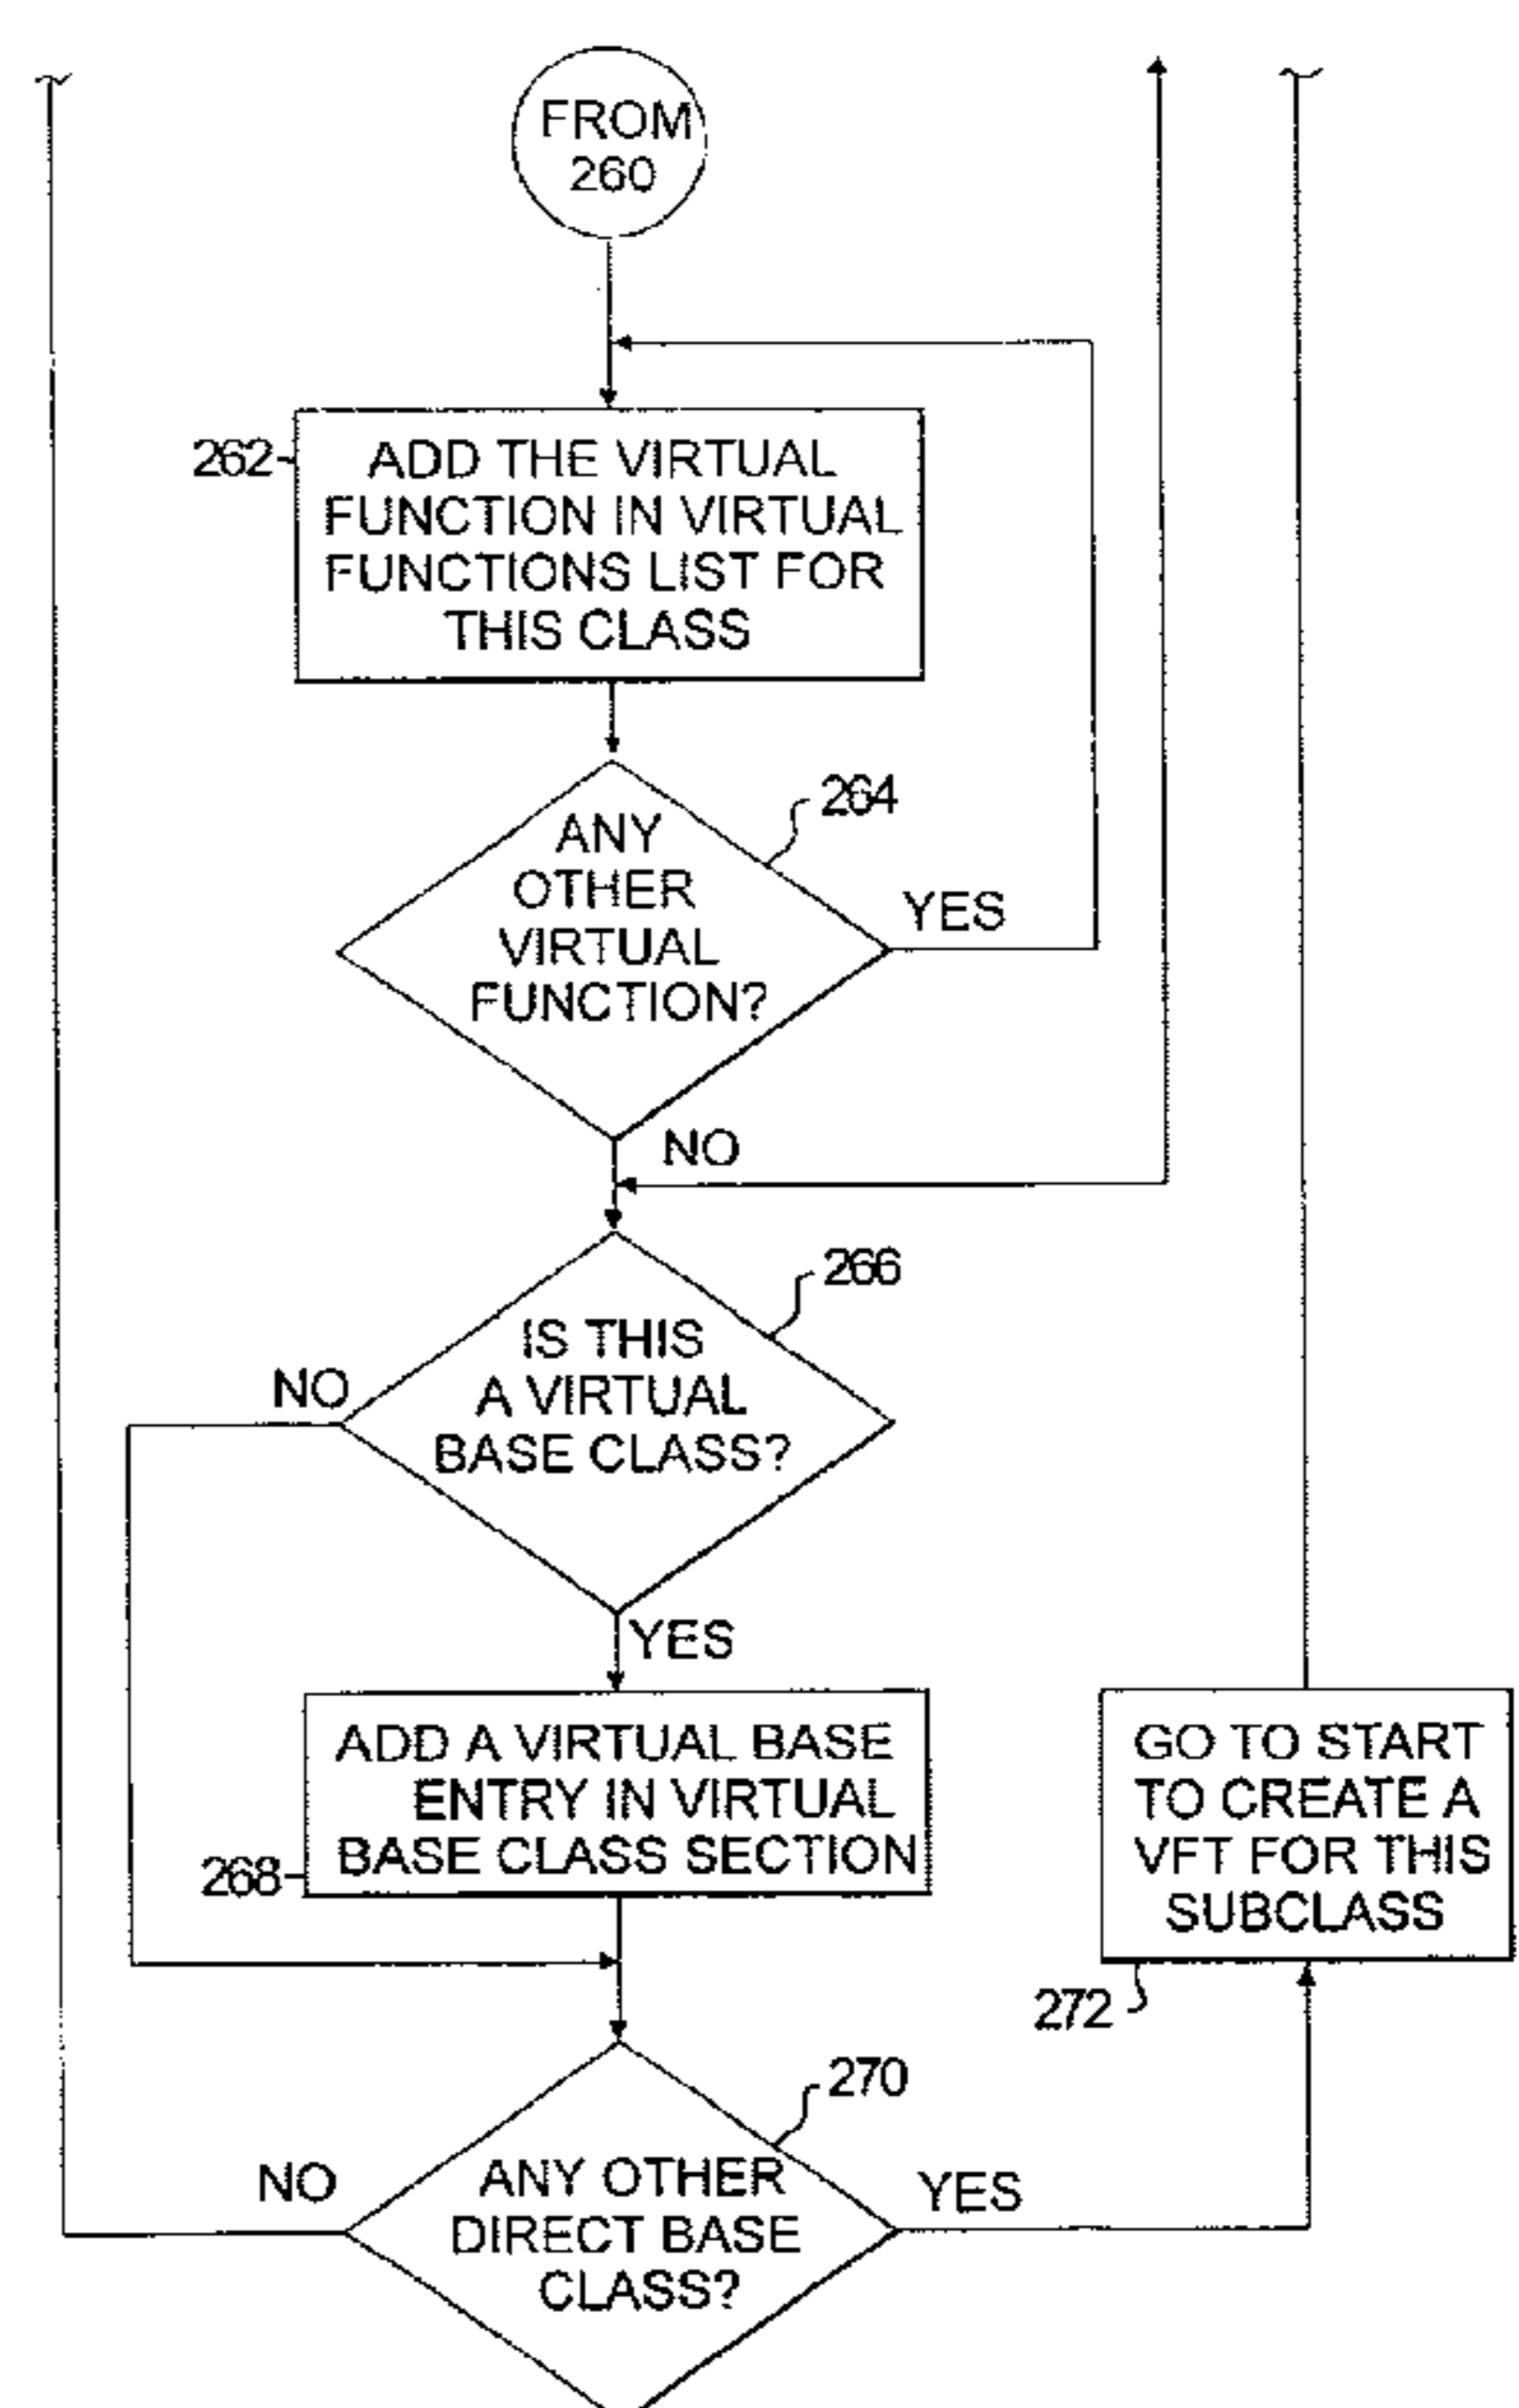 FROM
260
262
ADD THE VIRTUAL
FUNCTION IN VIRTUAL
FUNCTIONS LIST FOR
THIS CLASS
264
ANY
OTHER
VIRTUAL
FUNCTION?
YES
NO
266
IS THIS
A VIRTUAL
BASE CLASS?
NO
YES
ADD A VIRTUAL BASE
ENTRY IN VIRTUAL
BASE CLASS SECTION
268
GO TO START
TO CREATE A
VFT FOR THIS
SUBCLASS
272
270
ANY OTHER
DIRECT BASE
CLASS?
NO
YES